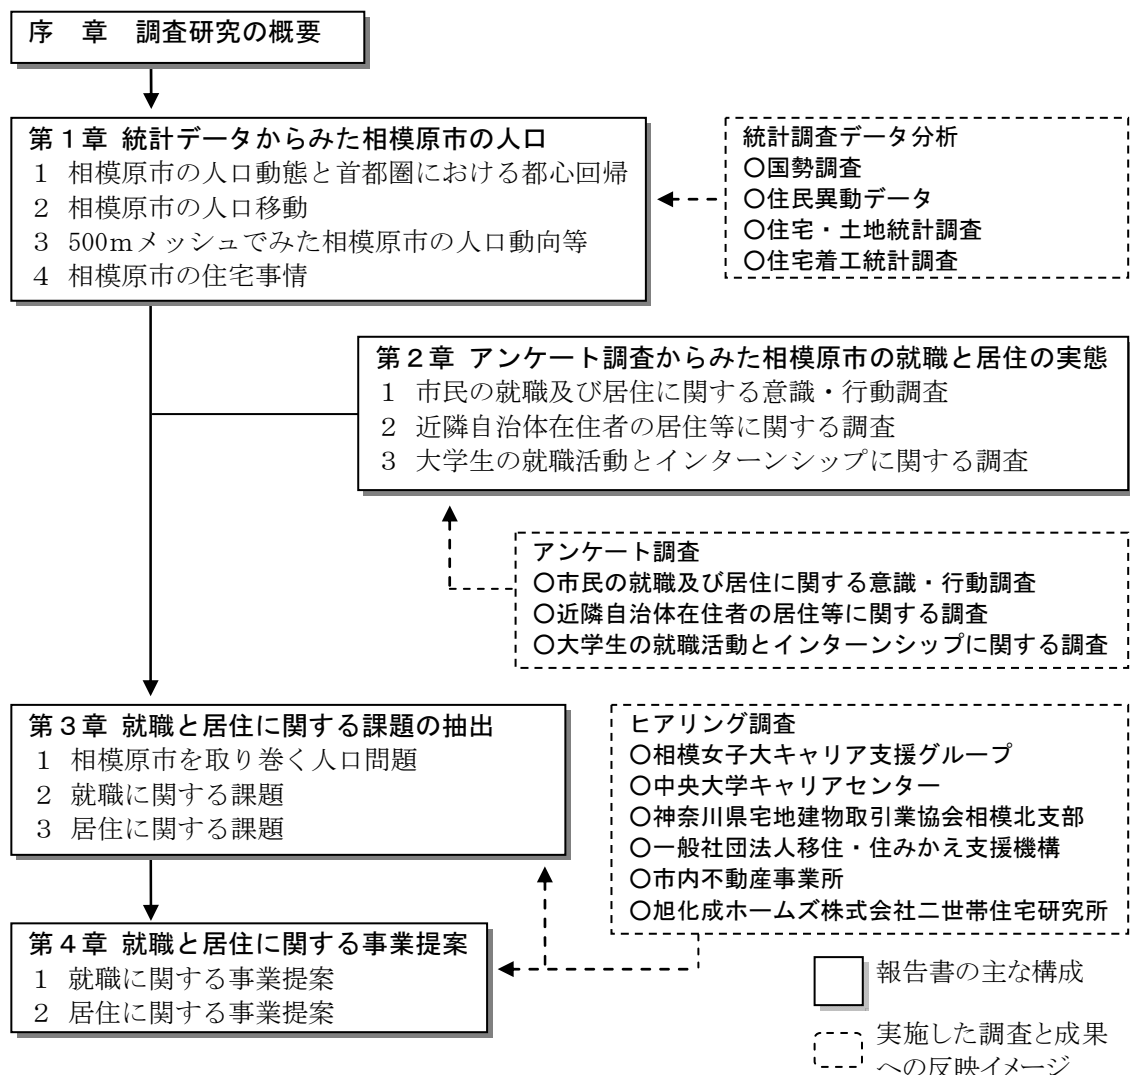 序　章　調査研究の概要
第１章 統計データからみた相模原市の人口
１ 相模原市の人口動態と首都圏における都心回帰
２ 相模原市の人口移動
３ 500ｍメッシュでみた相模原市の人口動向等
４ 相模原市の住宅事情
統計調査データ分析
○国勢調査
○住民異動データ
○住宅・土地統計調査
○住宅着工統計調査
第２章 アンケート調査からみた相模原市の就職と居住の実態
１ 市民の就職及び居住に関する意識・行動調査
２ 近隣自治体在住者の居住等に関する調査
３ 大学生の就職活動とインターンシップに関する調査
アンケート調査
○市民の就職及び居住に関する意識・行動調査
○近隣自治体在住者の居住等に関する調査
○大学生の就職活動とインターンシップに関する調査
第３章 就職と居住に関する課題の抽出
１ 相模原市を取り巻く人口問題
２ 就職に関する課題
３ 居住に関する課題
ヒアリング調査
○相模女子大キャリア支援グループ
○中央大学キャリアセンター
○神奈川県宅地建物取引業協会相模北支部
○一般社団法人移住・住みかえ支援機構
○市内不動産事業所
○旭化成ホームズ株式会社二世帯住宅研究所
第４章 就職と居住に関する事業提案
１ 就職に関する事業提案
２ 居住に関する事業提案
報告書の主な構成
実施した調査と成果
への反映イメージ